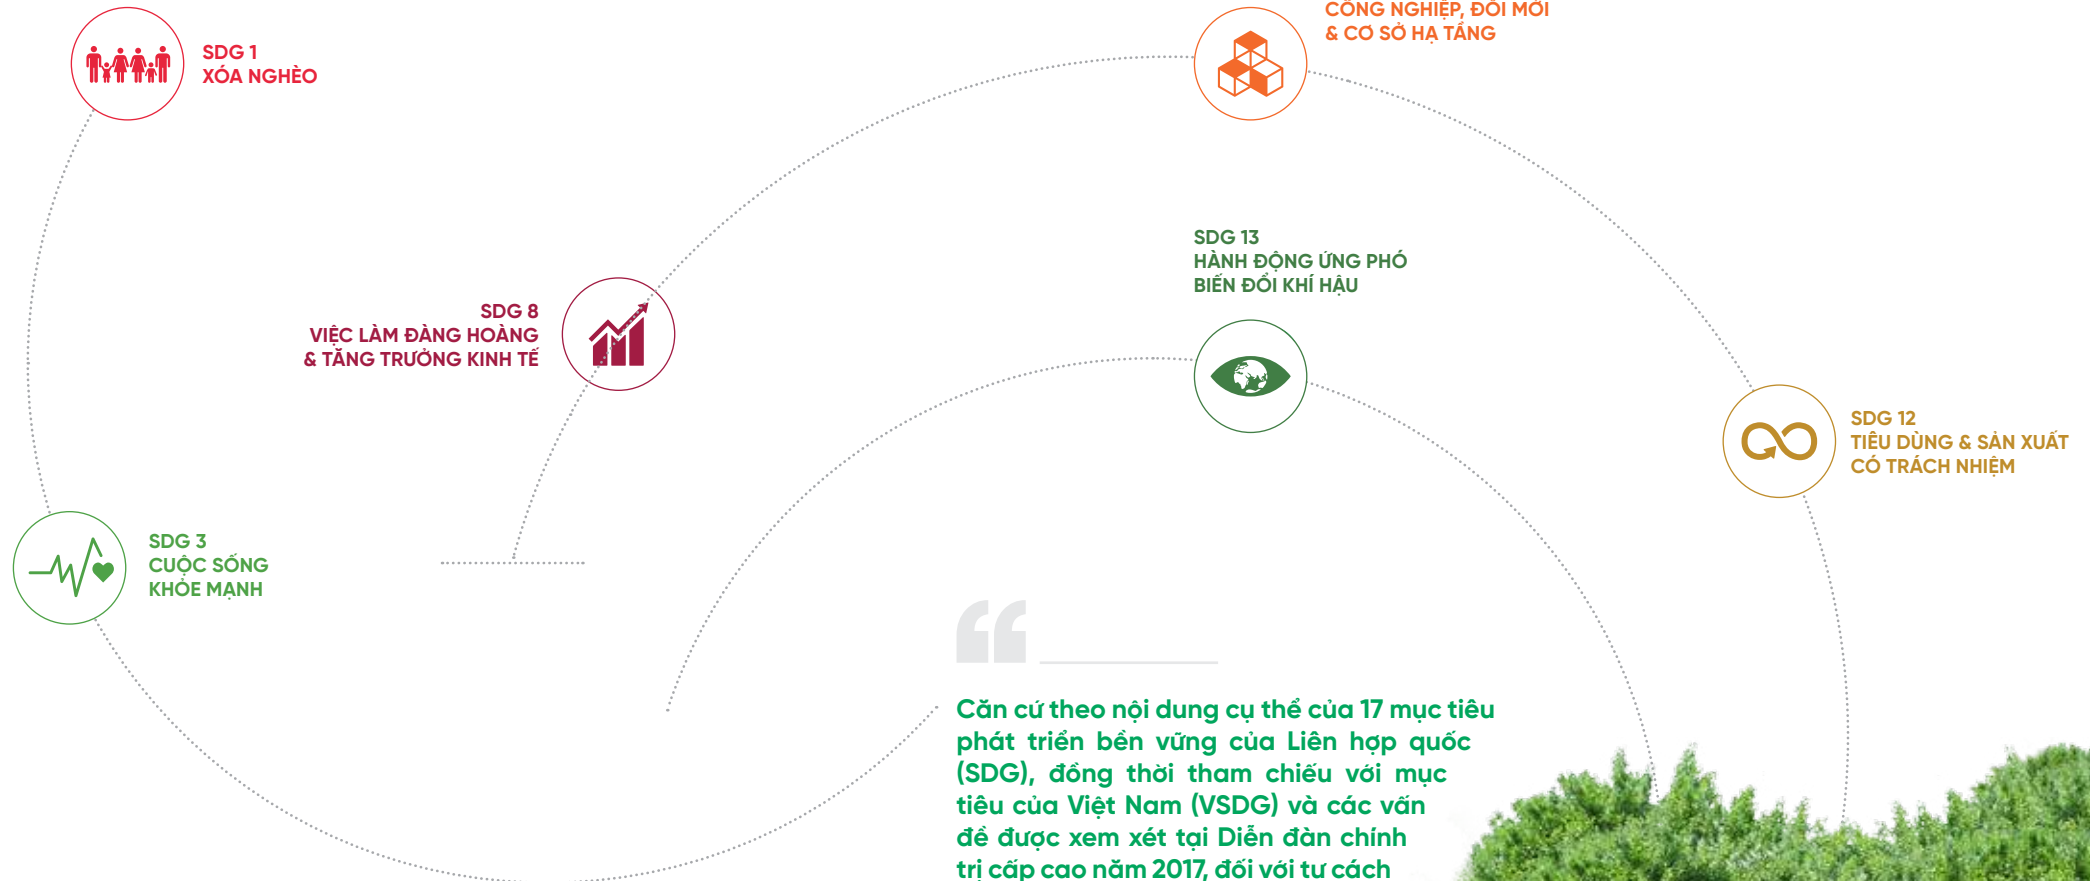 SDG 1
XÓA NGHÈO
CÔNG NGHIỆP, ĐỔI MỚI
& CƠ SỞ HẠ TẦNG
SDG 13
HÀNH ĐỘNG ỨNG PHÓ
BIẾN ĐỔI KHÍ HẬU
SDG 8
VIỆC LÀM ĐÀNG HOÀNG
& TĂNG TRƯỞNG KINH TẾ
SDG 12
TIÊU DÙNG & SẢN XUẤT
CÓ TRÁCH NHIỆM
SDG 3
CUỘC SỐNG
KHỎE MẠNH
“
Căn cứ theo nội dung cụ thể của 17 mục tiêu
phát triển bền vững của Liên hợp quốc
(SDG), đồng thời tham chiếu với mục
tiêu của Việt Nam (VSDG) và các vấn
đề được xem xét tại Diễn đàn chính
trị cấp cao năm 2017, đối với tư cách